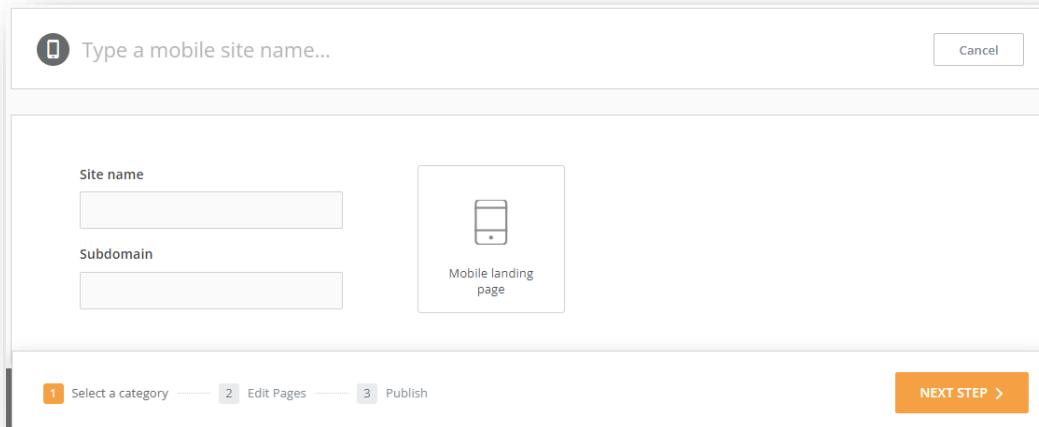 Type a mobile site name...
Cancel
Site name
Subdomain
Mobile landing
page
1 Select a category 2 Edit Pages 3 Publish
NEXT STEP